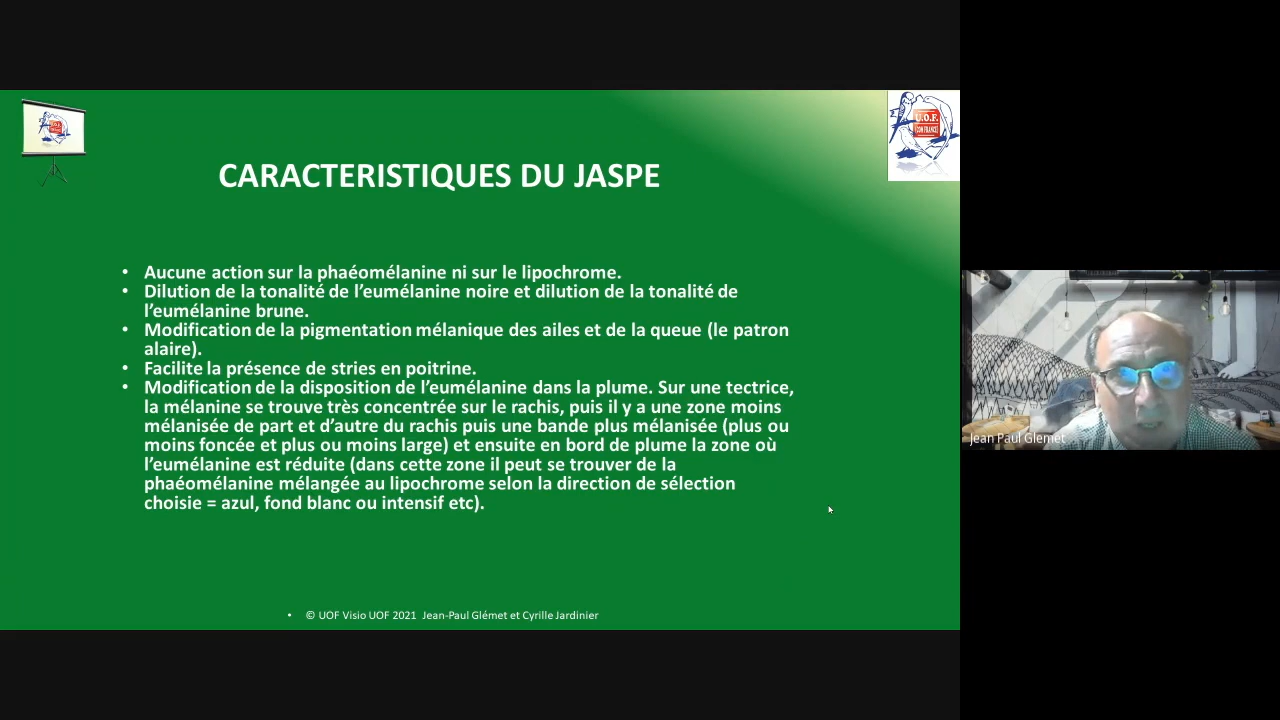 U.O.F.
COM FRANCE
CARACTERISTIQUES DU JASPE
• Aucune action sur la phaéomélanine ni sur le lipochrome.
• Dilution de la tonalité de l’eumélanine noire et dilution de la tonalité de
l’eumélanine brune.
• Modification de la pigmentation mélanique des ailes et de la queue (le patron
alaire).
• Facilite la présence de stries en poitrine.
• Modification de la disposition de l’eumélanine dans la plume. Sur une tectrice,
la mélanine se trouve très concentrée sur le rachis, puis il y a une zone moins
mélanisée de part et d’autre du rachis puis une bande plus mélanisée (plus ou
moins foncée et plus ou moins large) et ensuite en bord de plume la zone où
l’eumélanine est réduite (dans cette zone il peut se trouver de la
phaéomélanine mélangée au lipochrome selon la direction de sélection
choisie = azul, fond blanc ou intensif etc).
• © UOF Visio UOF 2021 Jean-Paul Glémet et Cyrille Jardinier
Jean Paul Glemet